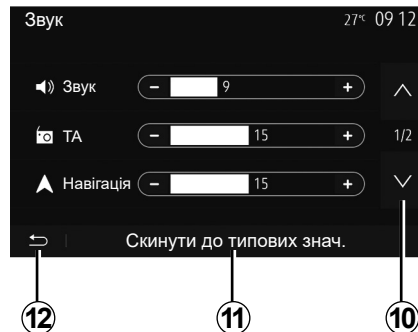 Звук 27°C 09 12
Звук - 9 +
TA - 15 + 1/2
Навігація - 15 +
Скинути до типових знач.
12 11 10